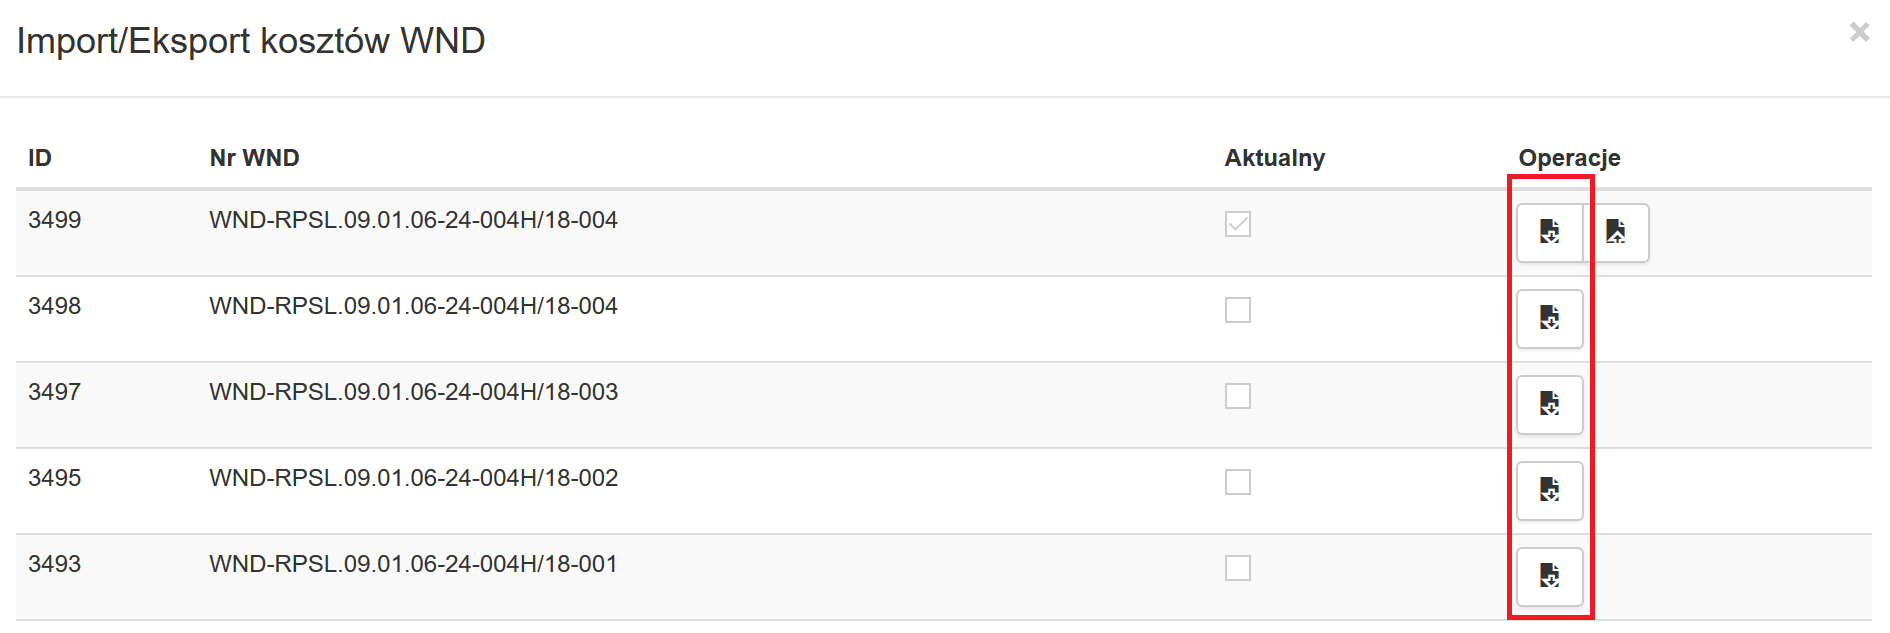 Import/Eksport kosztów WND
ID Nr WND Aktualny Operacje
3499 WND-RPSL.09.01.06-24-004H/18-004
3498 WND-RPSL.09.01.06-24-004H/18-004
3497 WND-RPSL.09.01.06-24-004H/18-003
3495 WND-RPSL.09.01.06-24-004H/18-002
3493 WND-RPSL.09.01.06-24-004H/18-001